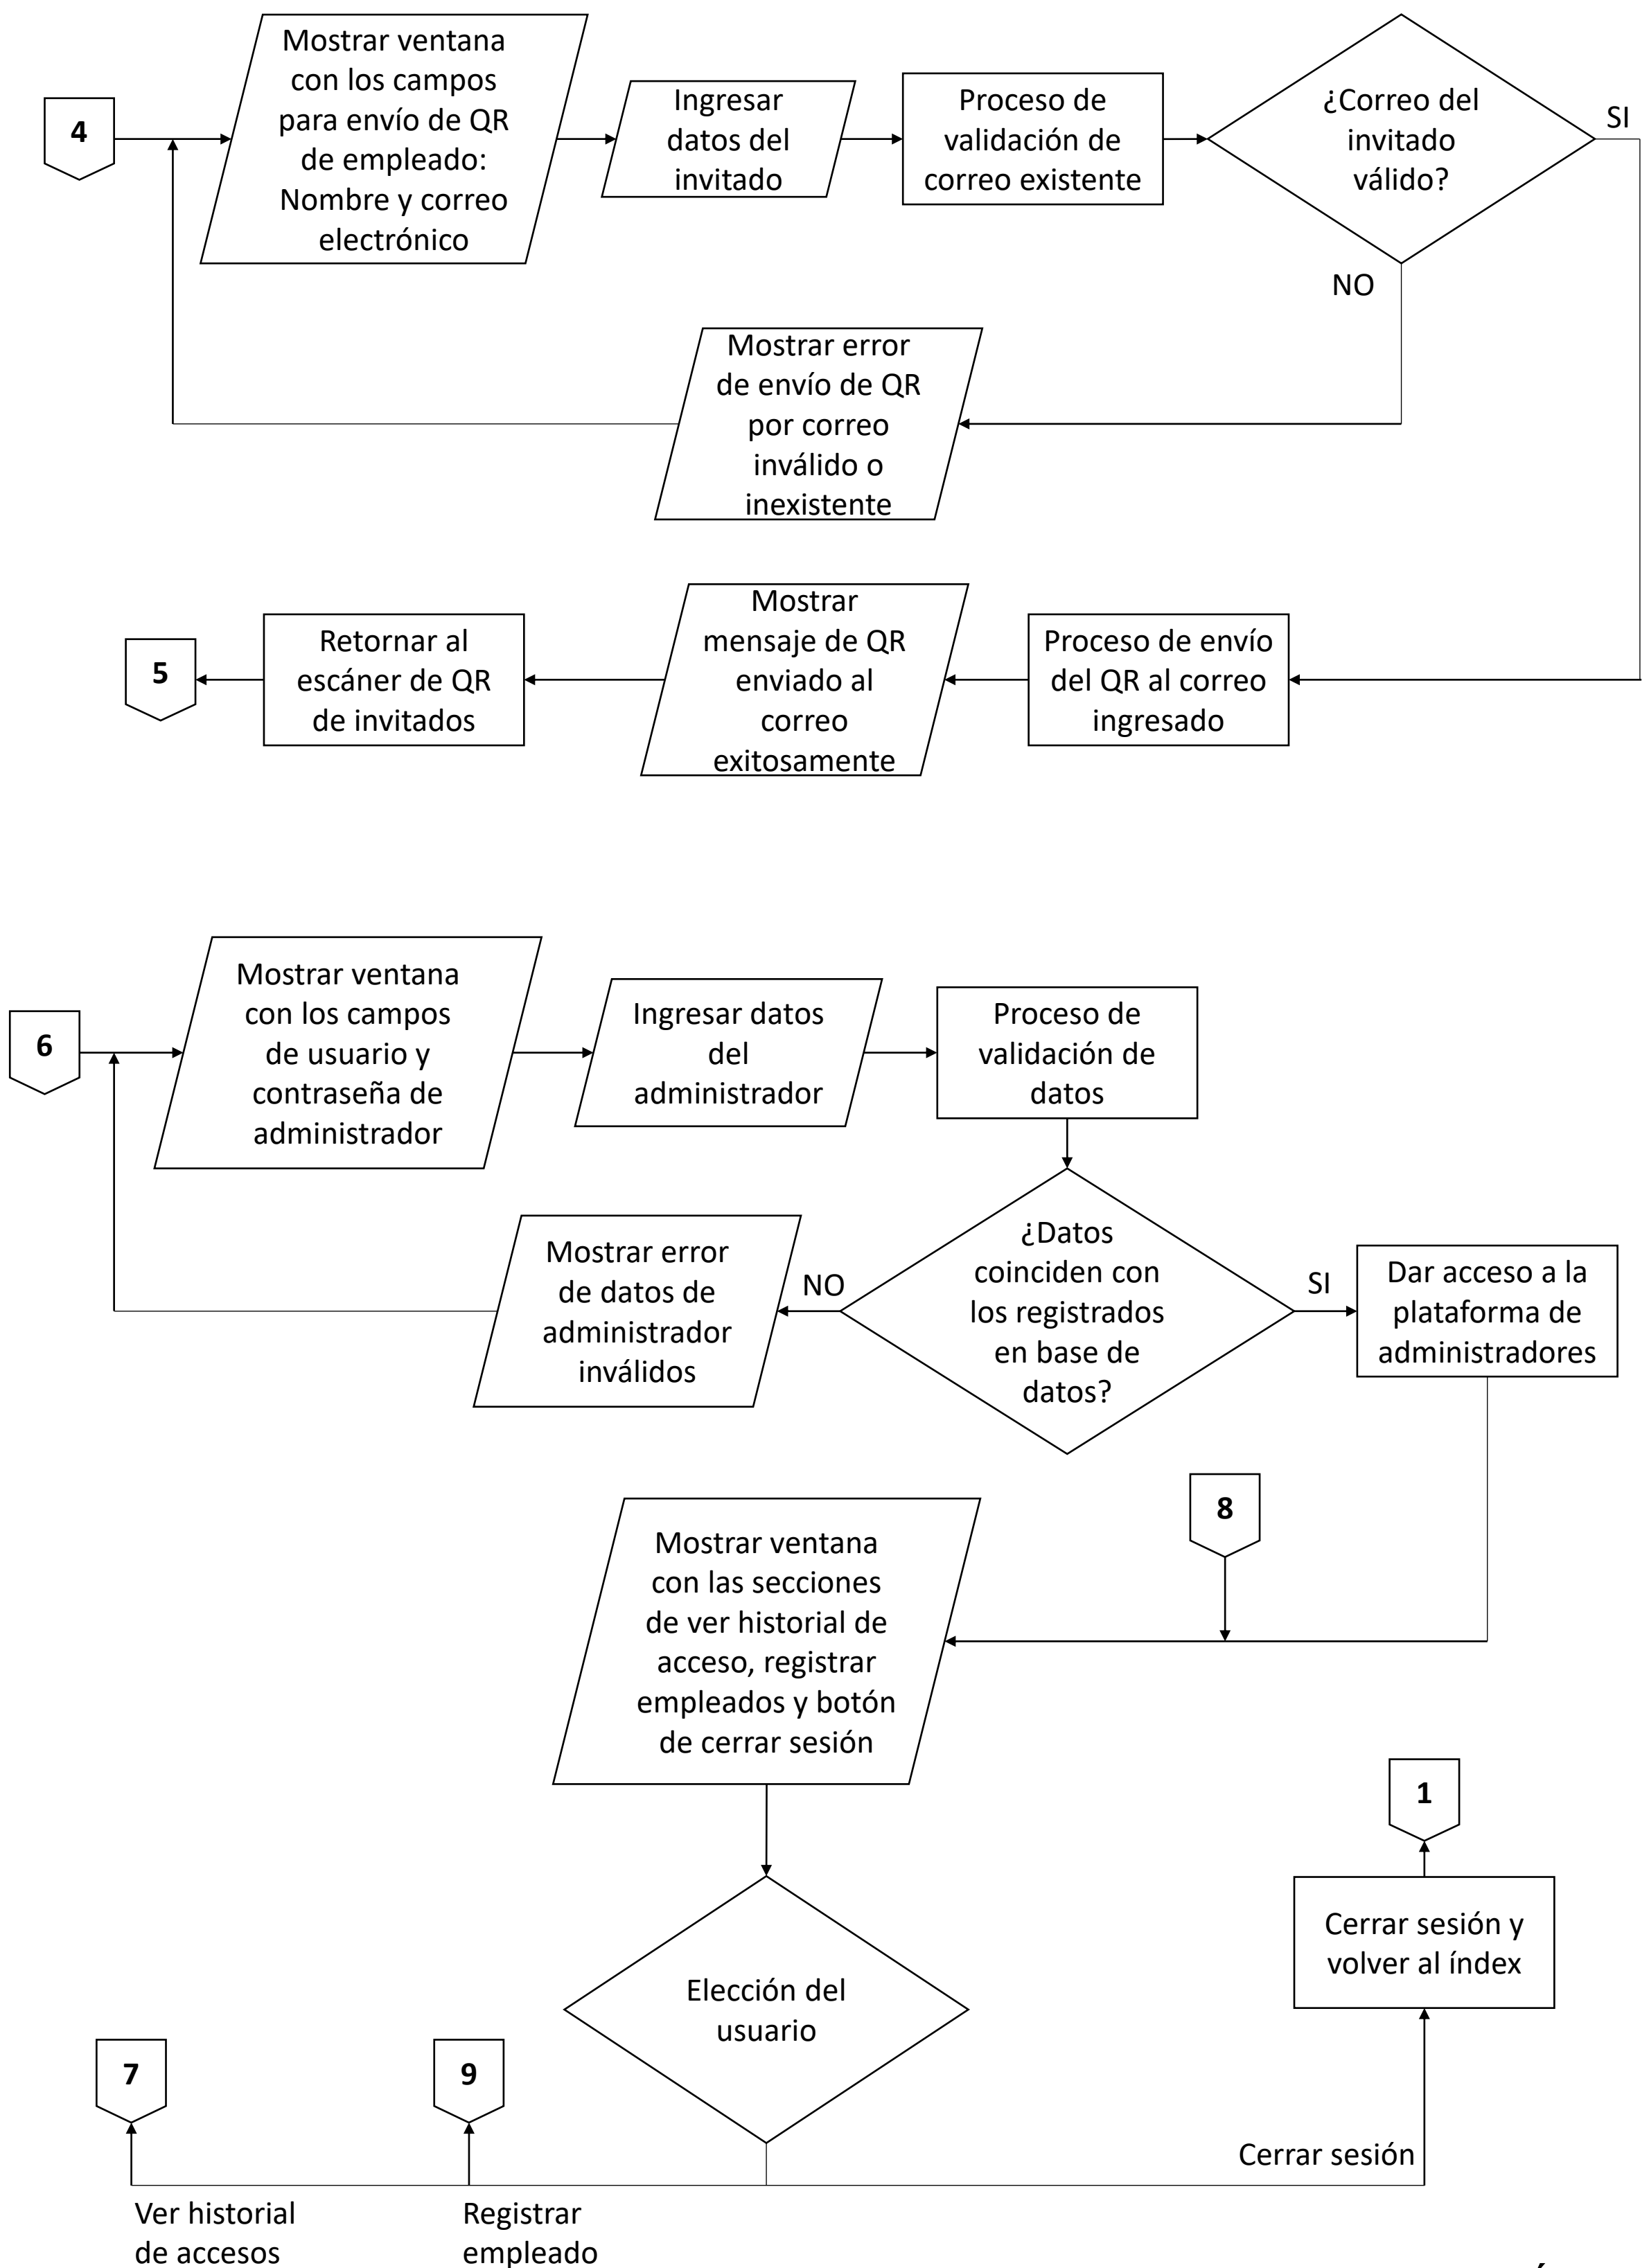 4
Mostrar ventana
con los campos
para envío de QR
de empleado:
Nombre y correo
electrónico
Ingresar
datos del
invitado
Proceso de
validación de
correo existente
¿Correo del
invitado
válido?
SI
NO
Mostrar error
de envío de QR
por correo
inválido o
inexistente
5
Retornar al
escáner de QR
de invitados
Mostrar
mensaje de QR
enviado al
correo
exitosamente
Proceso de envío
del QR al correo
ingresado
6
Mostrar ventana
con los campos
de usuario y
contraseña de
administrador
Ingresar datos
del
administrador
Proceso de
validación de
datos
Mostrar error
de datos de
administrador
inválidos
NO
¿Datos
coinciden con
los registrados
en base de
datos?
SI
Dar acceso a la
plataforma de
administradores
8
Mostrar ventana
con las secciones
de ver historial de
acceso, registrar
empleados y botón
de cerrar sesión
1
Cerrar sesión y
volver al índex
Elección del
usuario
7
9
Cerrar sesión
Ver historial
de accesos
Registrar
empleado